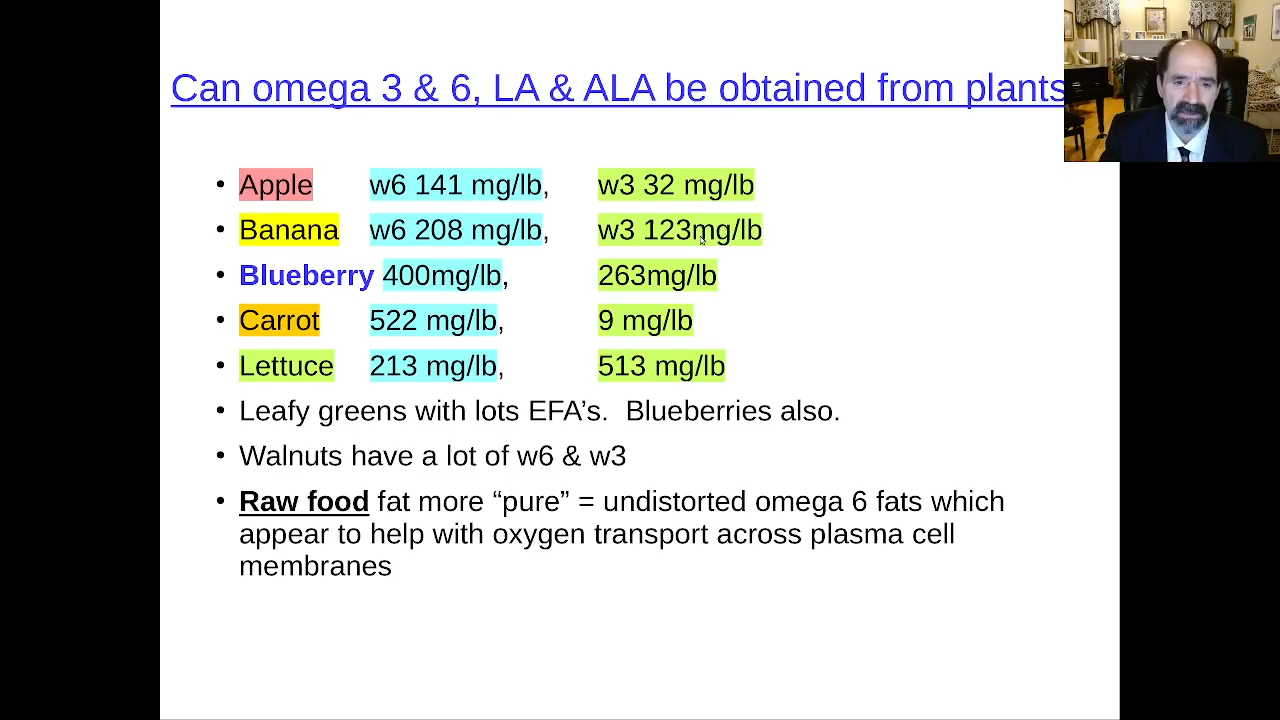 Can omega 3 & 6, LA & ALA be obtained from plants
• Apple w6 141 mg/lb, w3 32 mg/lb
• Banana w6 208 mg/lb, w3 123mg/lb
• Blueberry 400mg/lb, 263mg/lb
• Carrot 522 mg/lb, 9 mg/lb
• Lettuce 213 mg/lb, 513 mg/lb
• Leafy greens with lots EFA’s. Blueberries also.
• Walnuts have a lot of w6 & w3
• Raw food fat more “pure” = undistorted omega 6 fats which
appear to help with oxygen transport across plasma cell
membranes